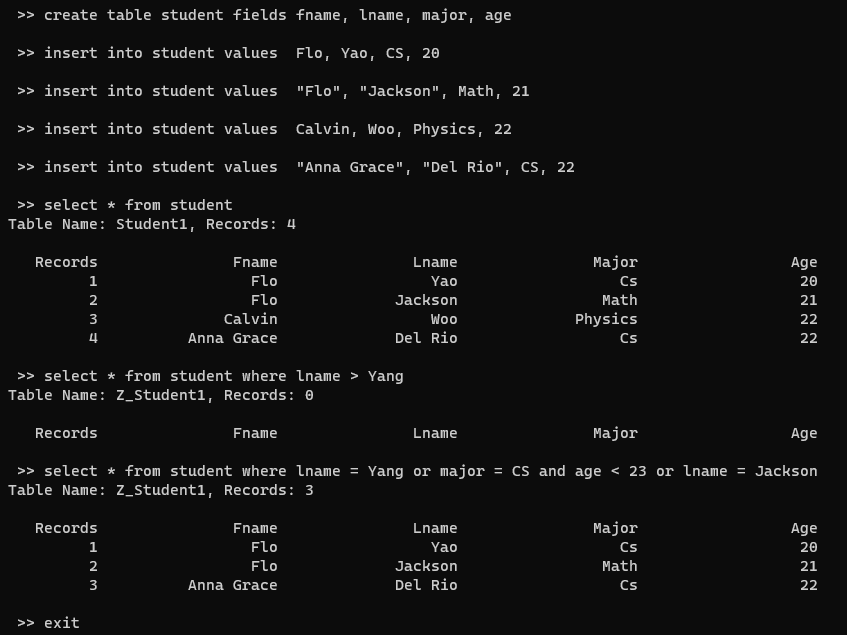 >> create table student fields fname, lname, major, age
>> insert into student values  Flo, Yao, CS, 20
>> insert into student values  "Flo", "Jackson", Math, 21
>> insert into student values  Calvin, Woo, Physics, 22
>> insert into student values  "Anna Grace", "Del Rio", CS, 22
>> select * from student
Table Name: Student1, Records: 4
Records Fname Lname Major Age
1 Flo Yao Cs 20
2 Flo Jackson Math 21
3 Calvin Woo Physics 22
4 Anna Grace Del Rio Cs 22
>> select * from student where lname > Yang
Table Name: Z_Student1, Records: 0
Records Fname Lname Major Age
>> select * from student where lname = Yang or major = CS and age < 23 or lname = Jackson
Table Name: Z_Student1, Records: 3
Records Fname Lname Major Age
1 Flo Yao Cs 20
2 Flo Jackson Math 21
3 Anna Grace Del Rio Cs 22
>> exit